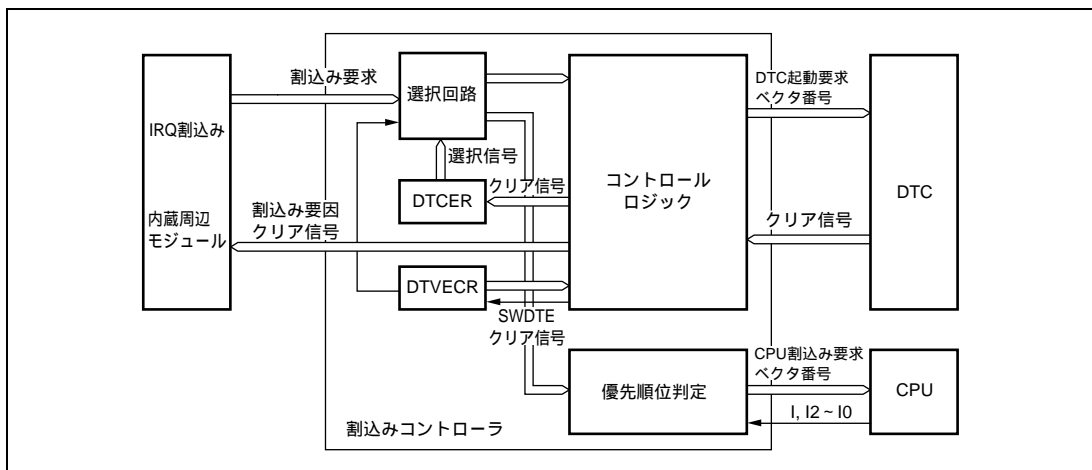 割込み要求
選択回路
DTC起動要求
ベクタ番号
IRQ割込み
選択信号
コントロール
ロジック
DTC
DTCER
クリア信号
割込み要因
クリア信号
クリア信号
内蔵周辺
モジュール
DTVECR
SWDTE
クリア信号
優先順位判定
CPU割込み要求
ベクタ番号
CPU
I, I2 ~ I0
割込みコントローラ